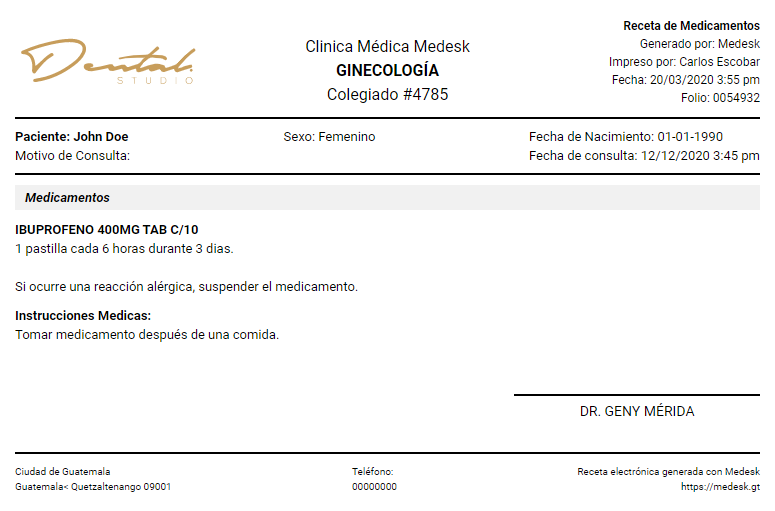 Dental
STUDIO
Clinica Médica Medesk
GINECOLOGÍA
Colegiado #4785
Receta de Medicamentos
Generado por: Medesk
Impreso por: Carlos Escobar
Fecha: 20/03/2020 3:55 pm
Folio: 0054932
Paciente: John Doe
Sexo: Femenino
Fecha de Nacimiento: 01-01-1990
Motivo de Consulta:
Fecha de consulta: 12/12/2020 3:45 pm
Medicamentos
IBUPROFENO 400MG TAB C/10
1 pastilla cada 6 horas durante 3 dias.
Si ocurre una reacción alérgica, suspender el medicamento.
Instrucciones Medicas:
Tomar medicamento después de una comida.
DR. GENY MÉRIDA
Ciudad de Guatemala
Guatemala< Quetzaltenango 09001
Teléfono:
00000000
Receta electrónica generada con Medesk
https://medesk.gt